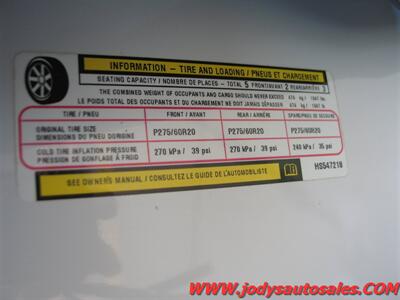 INFORMATION – TIRE AND LOADING / PNEUS ET CHARGEMENT
SEATING CAPACITY / NOMBRE DE PLACES – TOTAL 5 FRONT/AVANT 2 REAR/ARRIÈRE 3
THE COMBINED WEIGHT OF OCCUPANTS AND CARGO SHOULD NEVER EXCEED kg lbs
LE POIDS TOTAL DES OCCUPANTS ET DU CHARGEMENT NE DOIT JAMAIS DÉPASSER kg lb
TIRE / PNEU FRONT / AVANT REAR / ARRIÈRE SPARE/PNEU DE SECOURS
ORIGINAL TIRE SIZE
DIMENSIONS DU PNEU D'ORIGINE P275/60R20 P275/60R20 P275/60R20
COLD TIRE INFLATION PRESSURE
PRESSION DE GONFLAGE À FROID 270 kPa / 39 psi 270 kPa / 39 psi 240 kPa / 35 psi
HS547218
SEE OWNER'S MANUAL / CONSULTEZ LE GUIDE DE L'AUTOMOBILISTE
www.jodysautosales.com